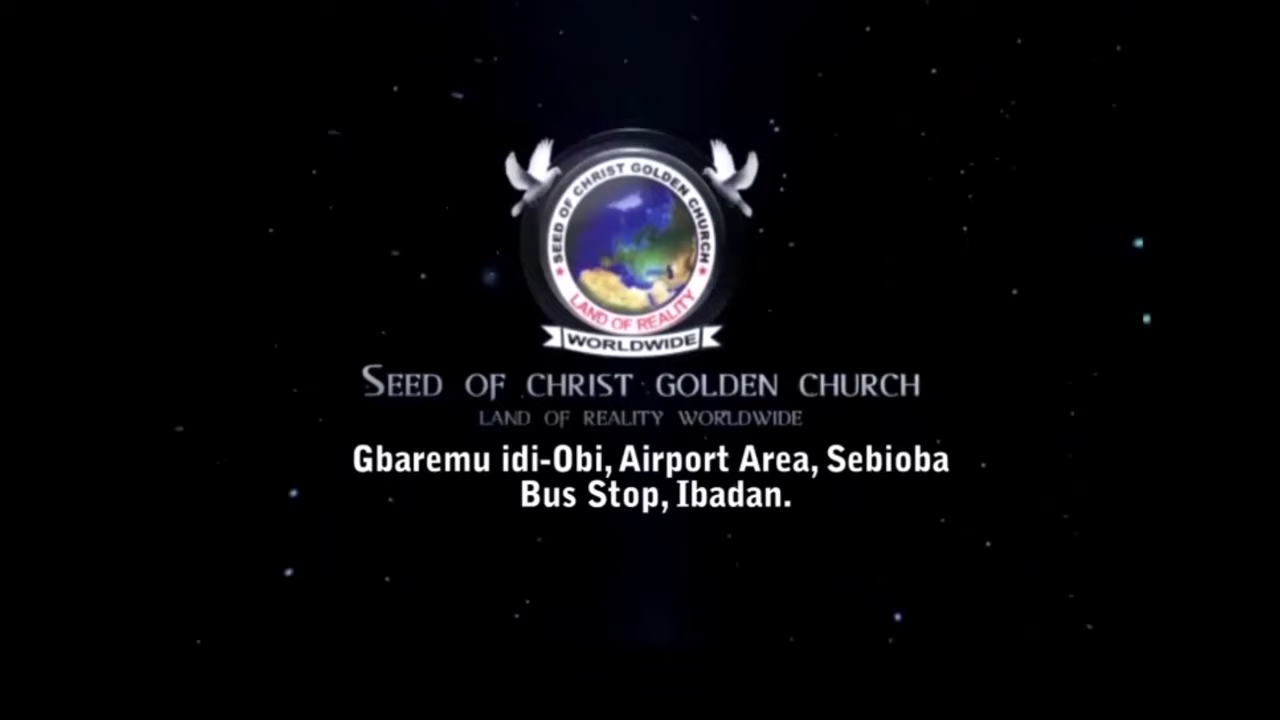 SEED OF CHRIST GOLDEN CHURCH
LAND OF REALITY
WORLDWIDE
SEED OF CHRIST GOLDEN CHURCH
LAND OF REALITY WORLDWIDE
Gbaremu idi-Obi, Airport Area, Sebioba
Bus Stop, Ibadan.